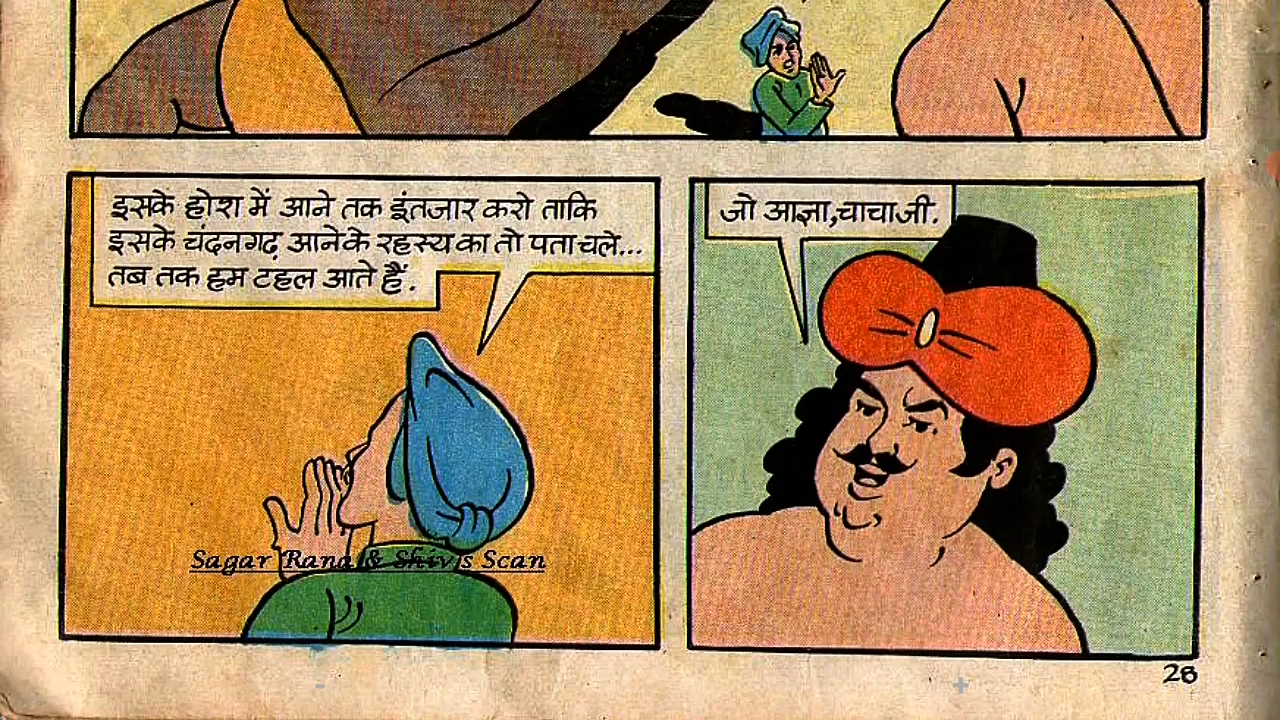 इसके होश में आने तक इंतजार करो ताकि
इसके चंदनगढ़ आने के रहस्य का तो पता चले...
तब तक हम टहल आते हैं.
जो आज्ञा,चाचाजी.
Sagar Rana & Shiv's Scan
28